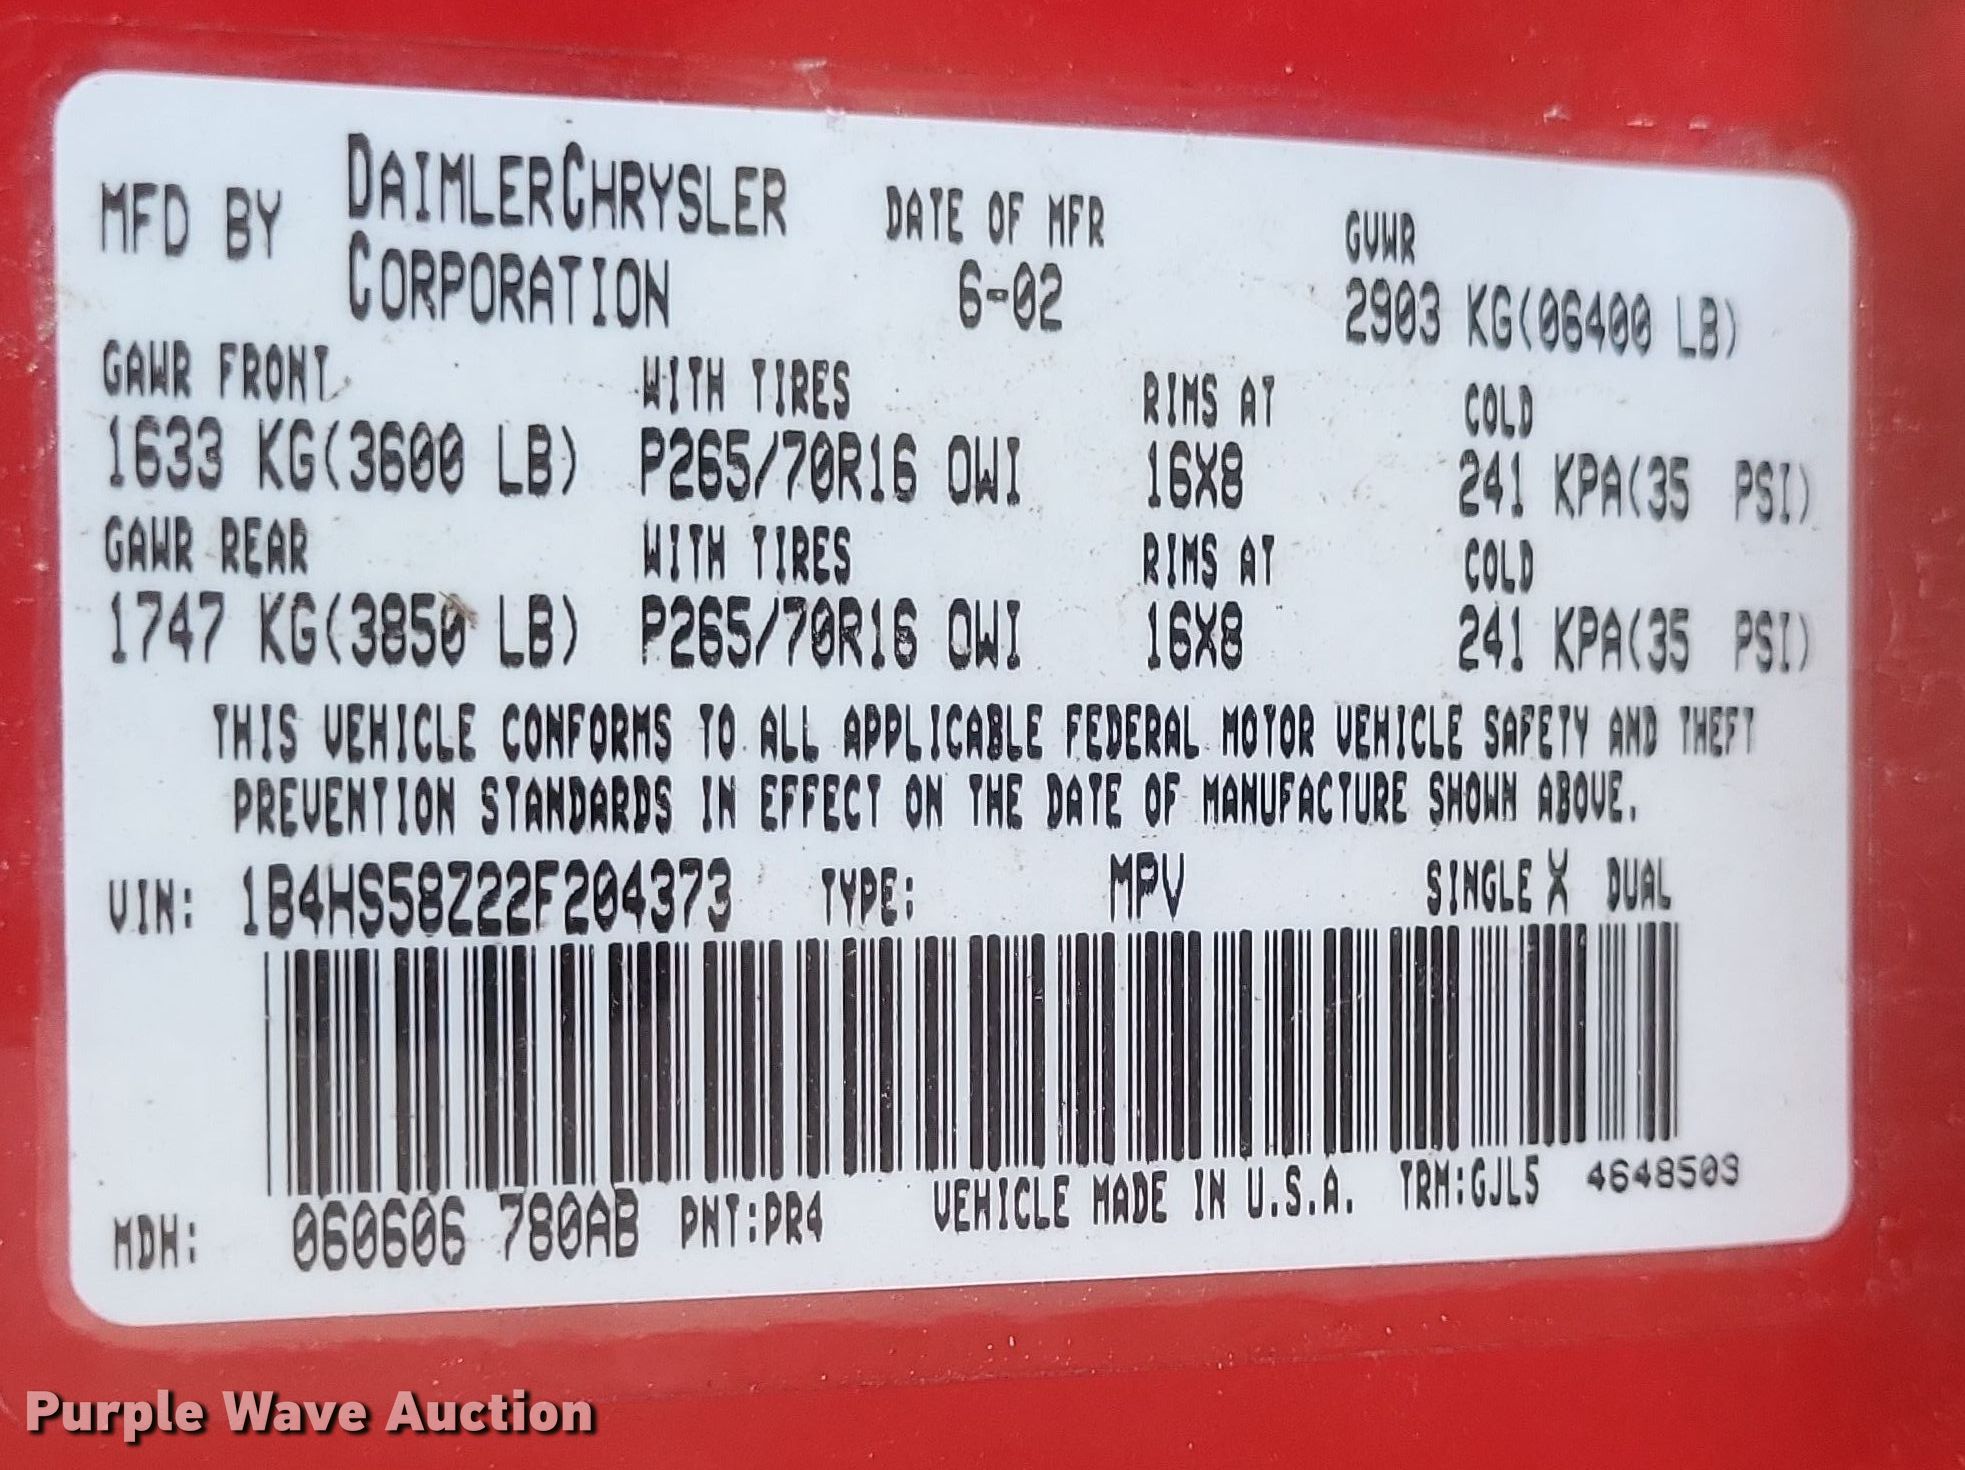 MFD BY DAIMLERCHRYSLER CORPORATION DATE OF MFR 6-02 GVWR 2903 KG(06400 LB)
GAWR FRONT WITH TIRES RIMS AT COLD
1633 KG(3600 LB) P265/70R16 OWI 16X8 241 KPA(35 PSI)
GAWR REAR WITH TIRES RIMS AT COLD
1747 KG(3850 LB) P265/70R16 OWI 16X8 241 KPA(35 PSI)
THIS VEHICLE CONFORMS TO ALL APPLICABLE FEDERAL MOTOR VEHICLE SAFETY AND THEFT
PREVENTION STANDARDS IN EFFECT ON THE DATE OF MANUFACTURE SHOWN ABOVE.
VIN: 1B4HS58Z22F204373 TYPE: MPV SINGLE X DUAL
MDH: 060606 780AB PNT:PR4 VEHICLE MADE IN U.S.A. TRM:GJL5 4648503
Purple Wave Auction